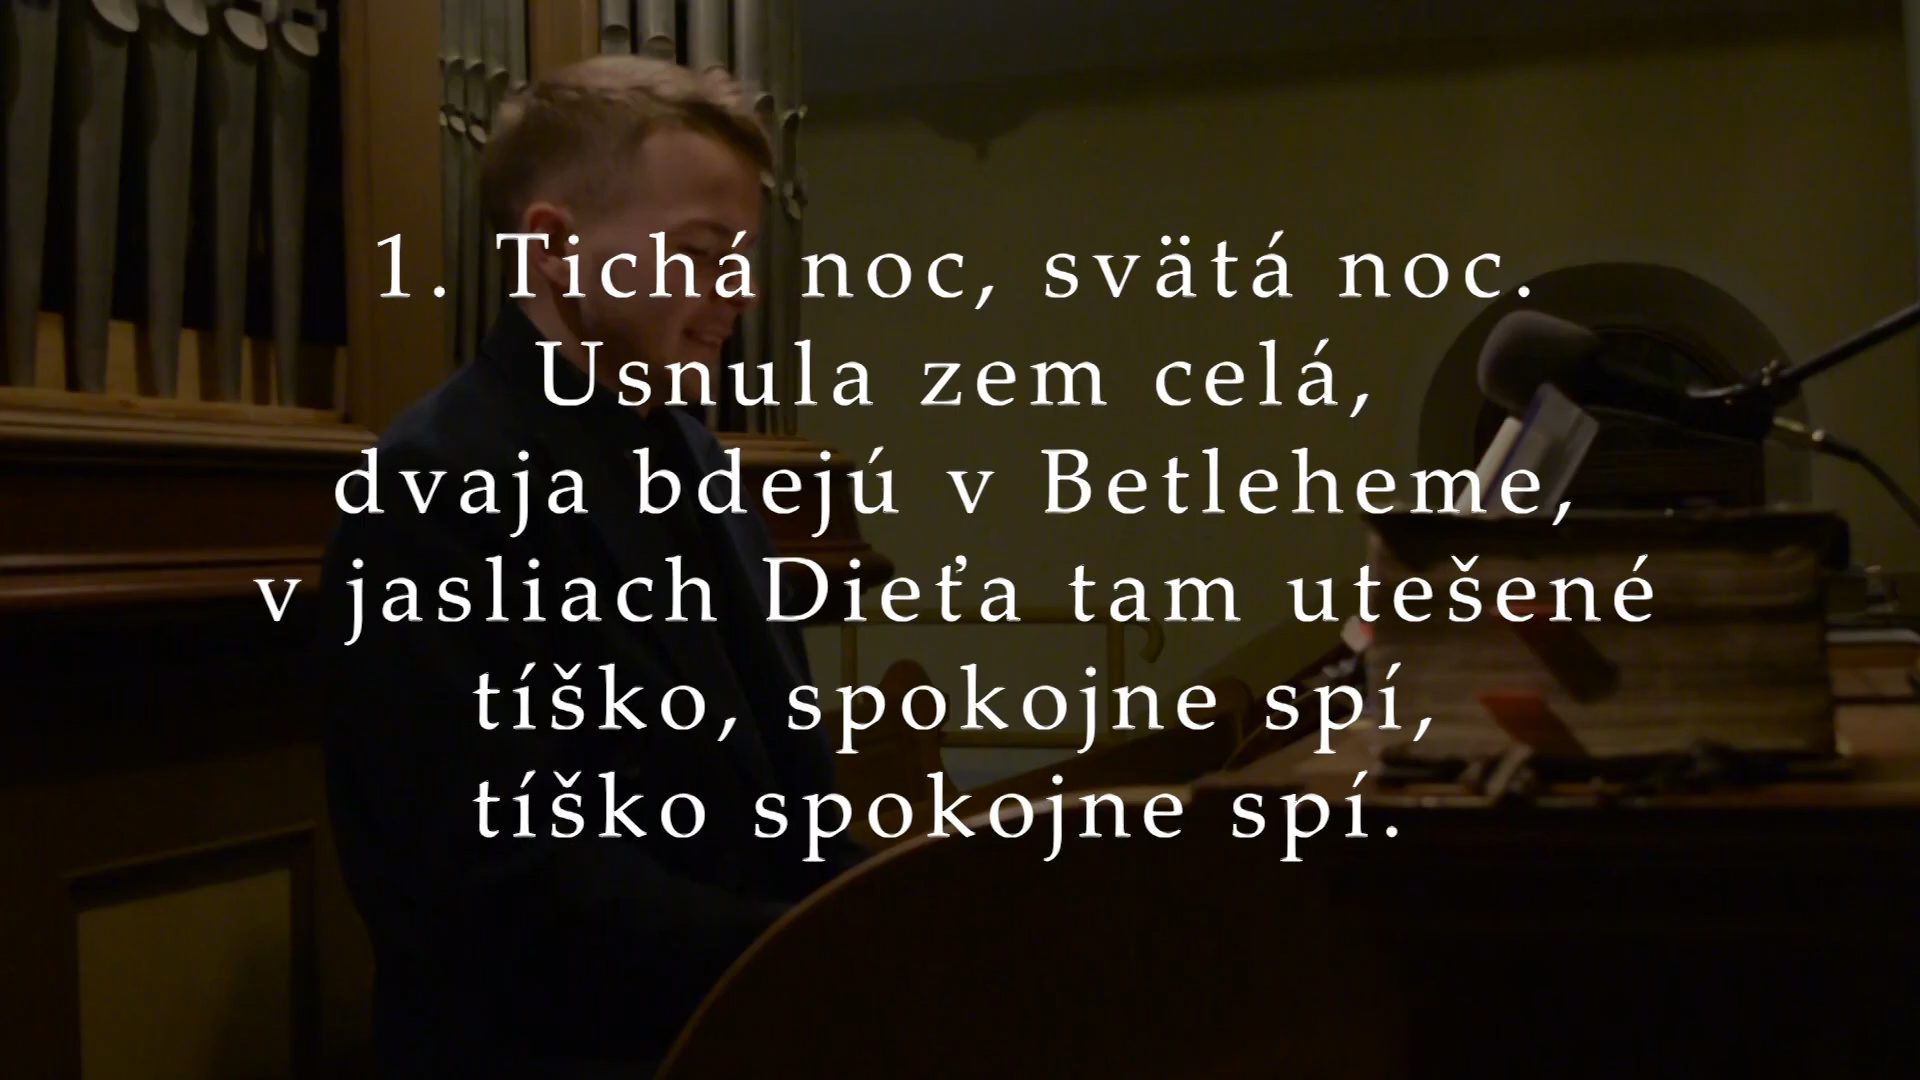 1. Tichá noc, svätá noc.
Usnula zem celá,
dvaja bdejú v Betleheme,
v jasliach Dieťa tam utešené
tíško, spokojne spí,
tíško spokojne spí.